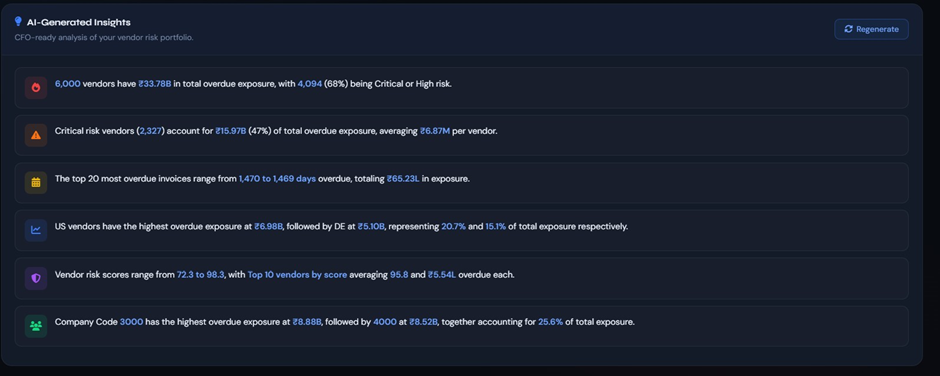 AI-Generated Insights
CFO-ready analysis of your vendor risk portfolio.
Regenerate
6,000 vendors have ₹33.78B in total overdue exposure, with 4,094 (68%) being Critical or High risk.
Critical risk vendors (2,327) account for ₹15.97B (47%) of total overdue exposure, averaging ₹6.87M per vendor.
The top 20 most overdue invoices range from 1,470 to 1,469 days overdue, totaling ₹65.23L in exposure.
US vendors have the highest overdue exposure at ₹6.98B, followed by DE at ₹5.10B, representing 20.7% and 15.1% of total exposure respectively.
Vendor risk scores range from 72.3 to 98.3, with Top 10 vendors by score averaging 95.8 and ₹5.54L overdue each.
Company Code 3000 has the highest overdue exposure at ₹8.88B, followed by 4000 at ₹8.52B, together accounting for 25.6% of total exposure.